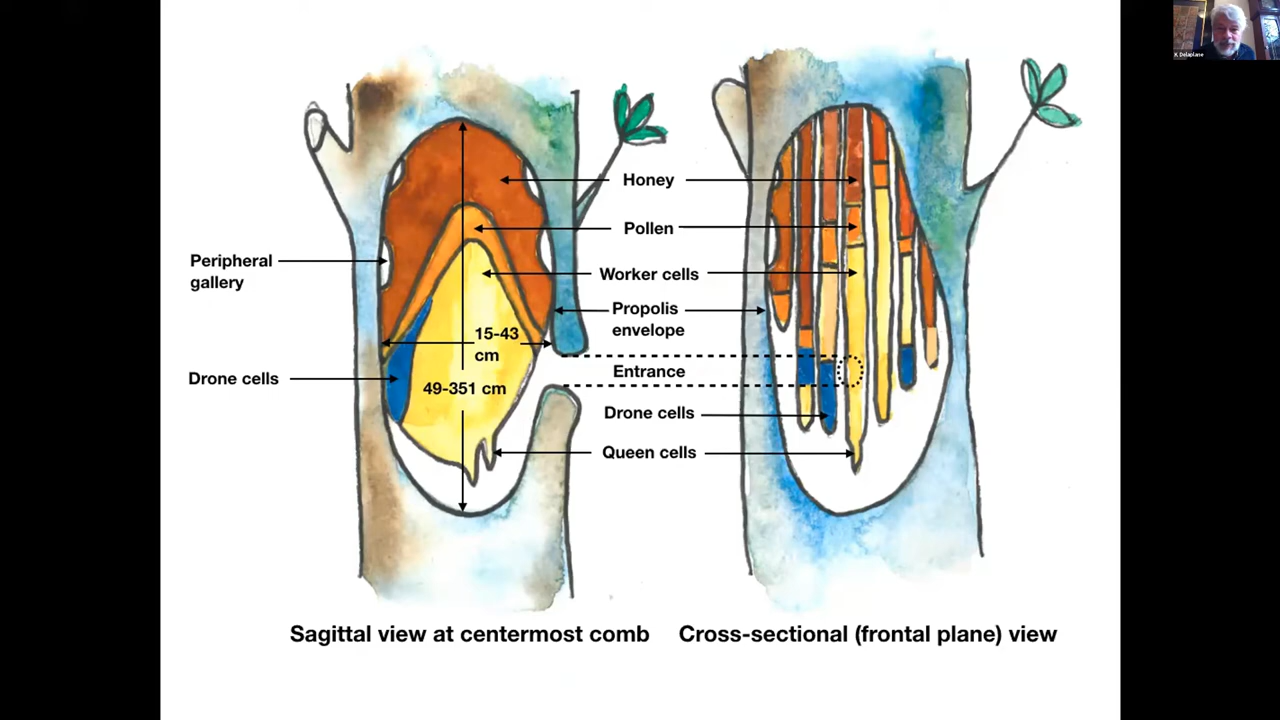 K Delaplane
Honey
Pollen
Peripheral
gallery
Worker cells
Propolis
envelope
15-43
cm
Entrance
Drone cells
49-351 cm
Drone cells
Queen cells
Sagittal view at centermost comb
Cross-sectional (frontal plane) view